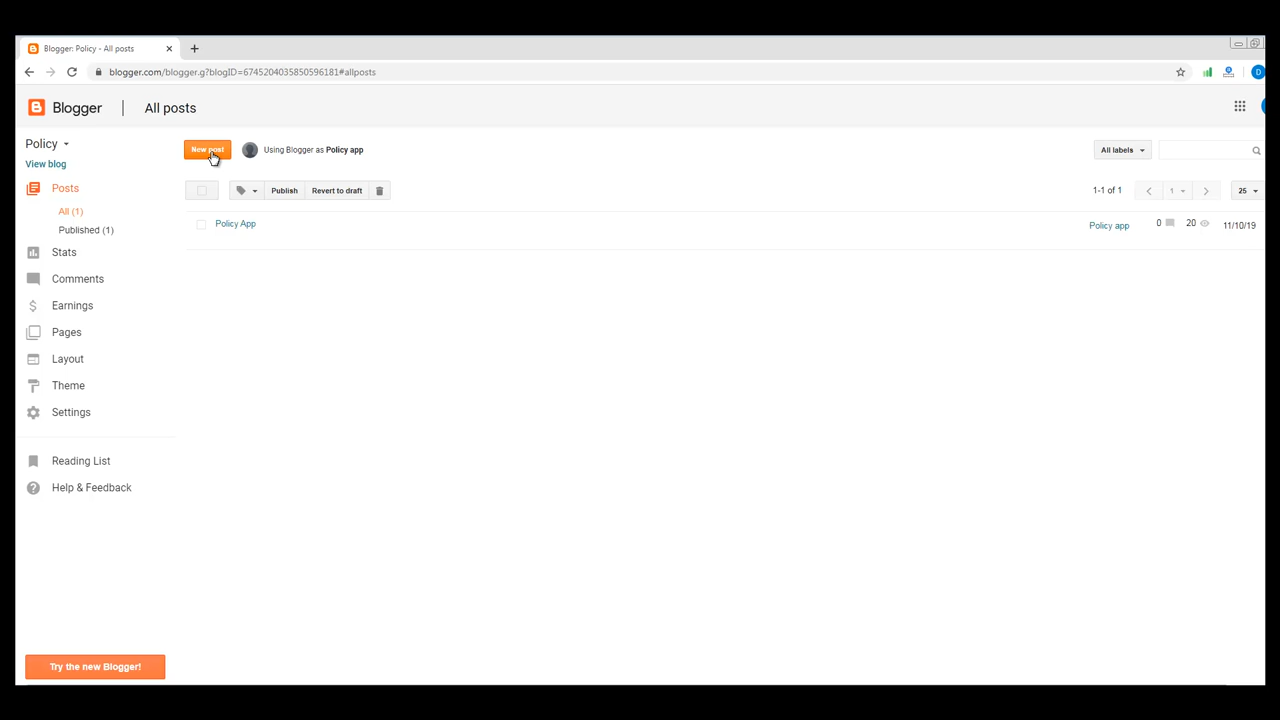 Blogger: Policy - All posts
blogger.com/blogger.g?blogID=6745204035850596181#allposts
D
Blogger All posts
Policy
New post Using Blogger as Policy app All labels
View blog
Posts
Publish Revert to draft 1-1 of 1 1 25
All (1)
Policy App Policy app 0 20 11/10/19
Published (1)
Stats
Comments
Earnings
Pages
Layout
Theme
Settings
Reading List
Help & Feedback
Try the new Blogger!